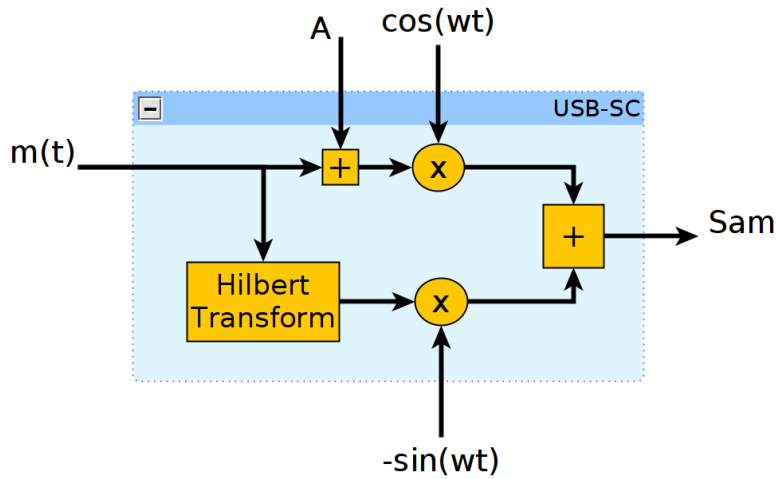 A
cos(wt)
−
USB-SC
m(t)
+
x
Sam
+
Hilbert
Transform
x
-sin(wt)